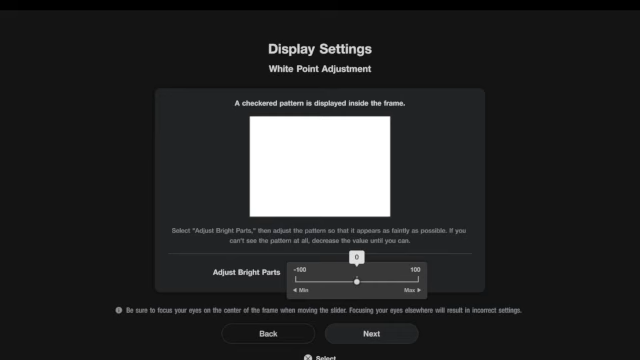 Display Settings
White Point Adjustment
A checkered pattern is displayed inside the frame.
Select "Adjust Bright Parts," then adjust the pattern so that it appears as faintly as possible. If you
can't see the pattern at all, decrease the value until you can.
0
-100 100
Adjust Bright Parts
Min Max
Be sure to focus your eyes on the center of the frame when moving the slider. Focusing your eyes elsewhere will result in incorrect settings.
Back Next
Select